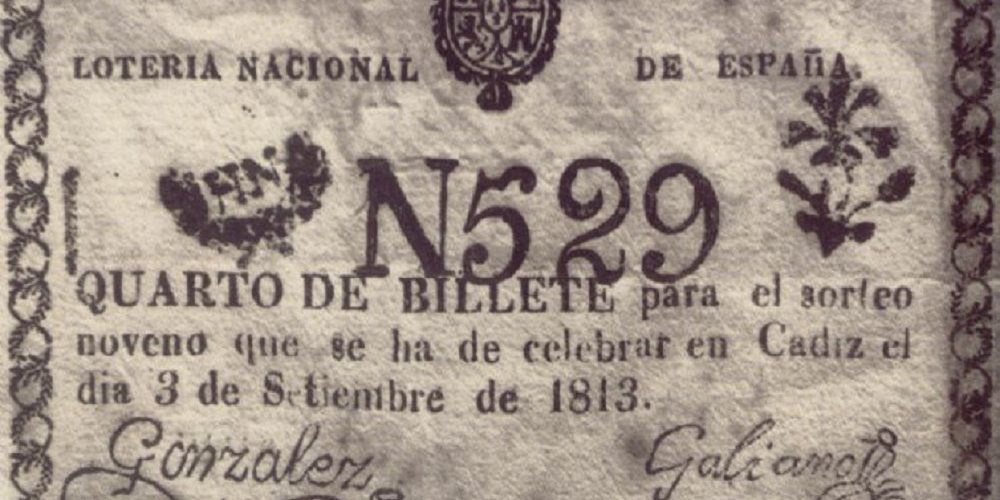 LOTERIA NACIONAL DE ESPAÑA.
N529
QUARTO DE BILLETE para el sorteo
noveno que se ha de celebrar en Cadiz el
dia 3 de Setiembre de 1813.
Gonzalez Galiano